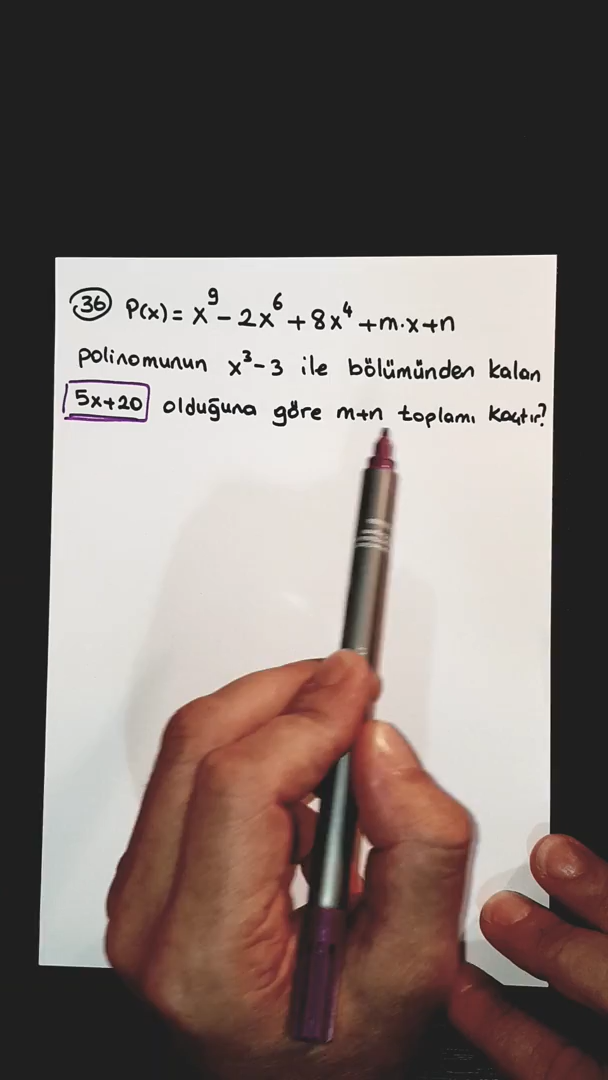 36 P(x) = x⁹ - 2x⁶ + 8x⁴ + m·x + n
polinomunun x³-3 ile bölümünden kalan
5x+20 olduğuna göre m+n toplamı kaçtır?